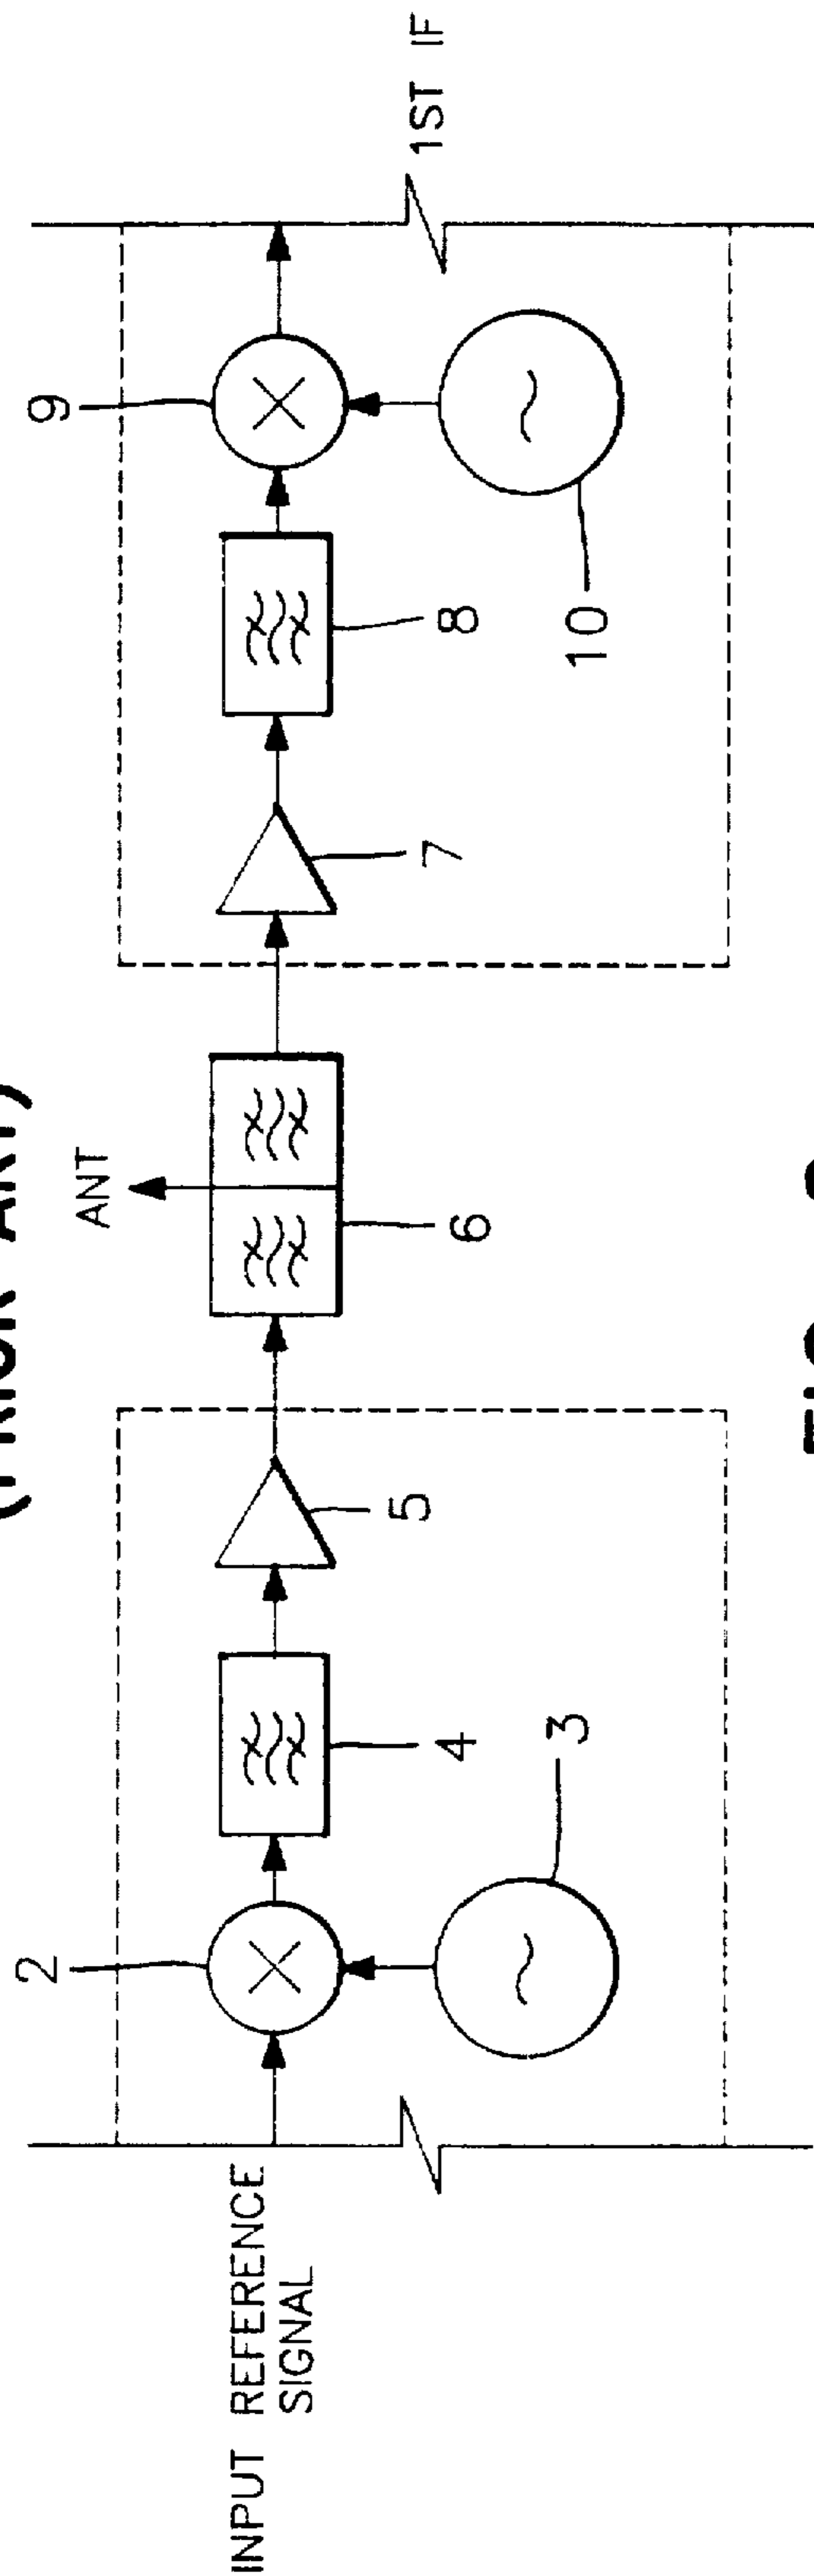 (PRIOR ART)
ANT
INPUT REFERENCE
SIGNAL
1ST IF
2
3
4
5
6
7
8
9
10